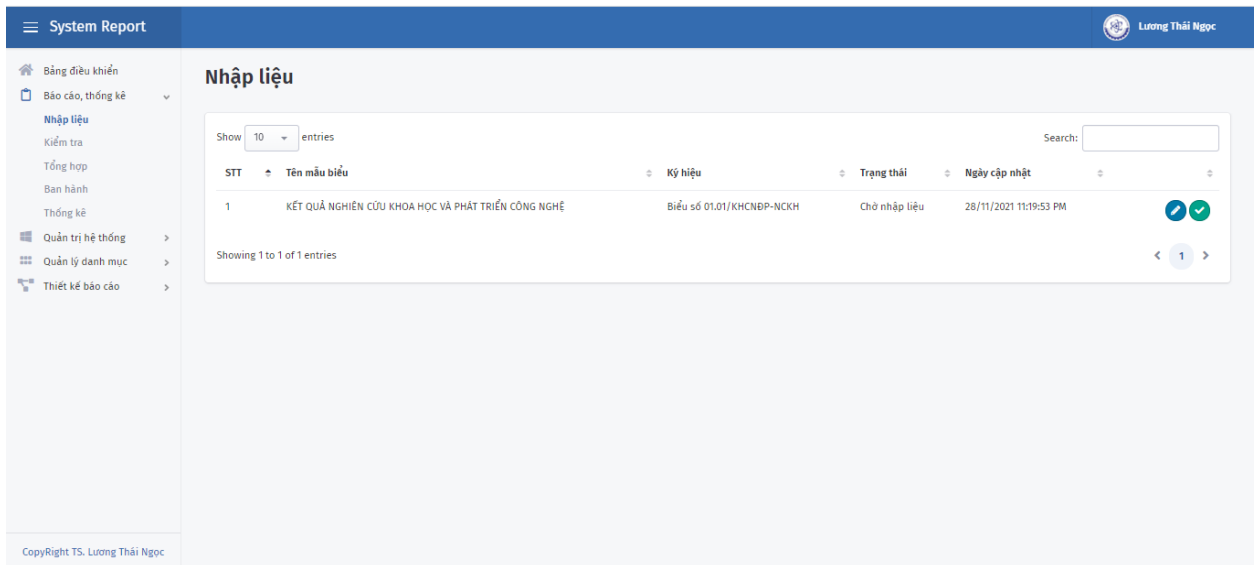 System Report
Lương Thái Ngọc
Bảng điều khiển
Báo cáo, thống kê
Nhập liệu
Kiểm tra
Tổng hợp
Ban hành
Thống kê
Quản trị hệ thống
Quản lý danh mục
Thiết kế báo cáo
CopyRight TS. Lương Thái Ngọc
Nhập liệu
Show 10 entries
Search:
STT Tên mẫu biểu Ký hiệu Trạng thái Ngày cập nhật
1 KẾT QUẢ NGHIÊN CỨU KHOA HỌC VÀ PHÁT TRIỂN CÔNG NGHỆ Biểu số 01.01/KHCNĐP-NCKH Chờ nhập liệu 28/11/2021 11:19:53 PM
Showing 1 to 1 of 1 entries
1